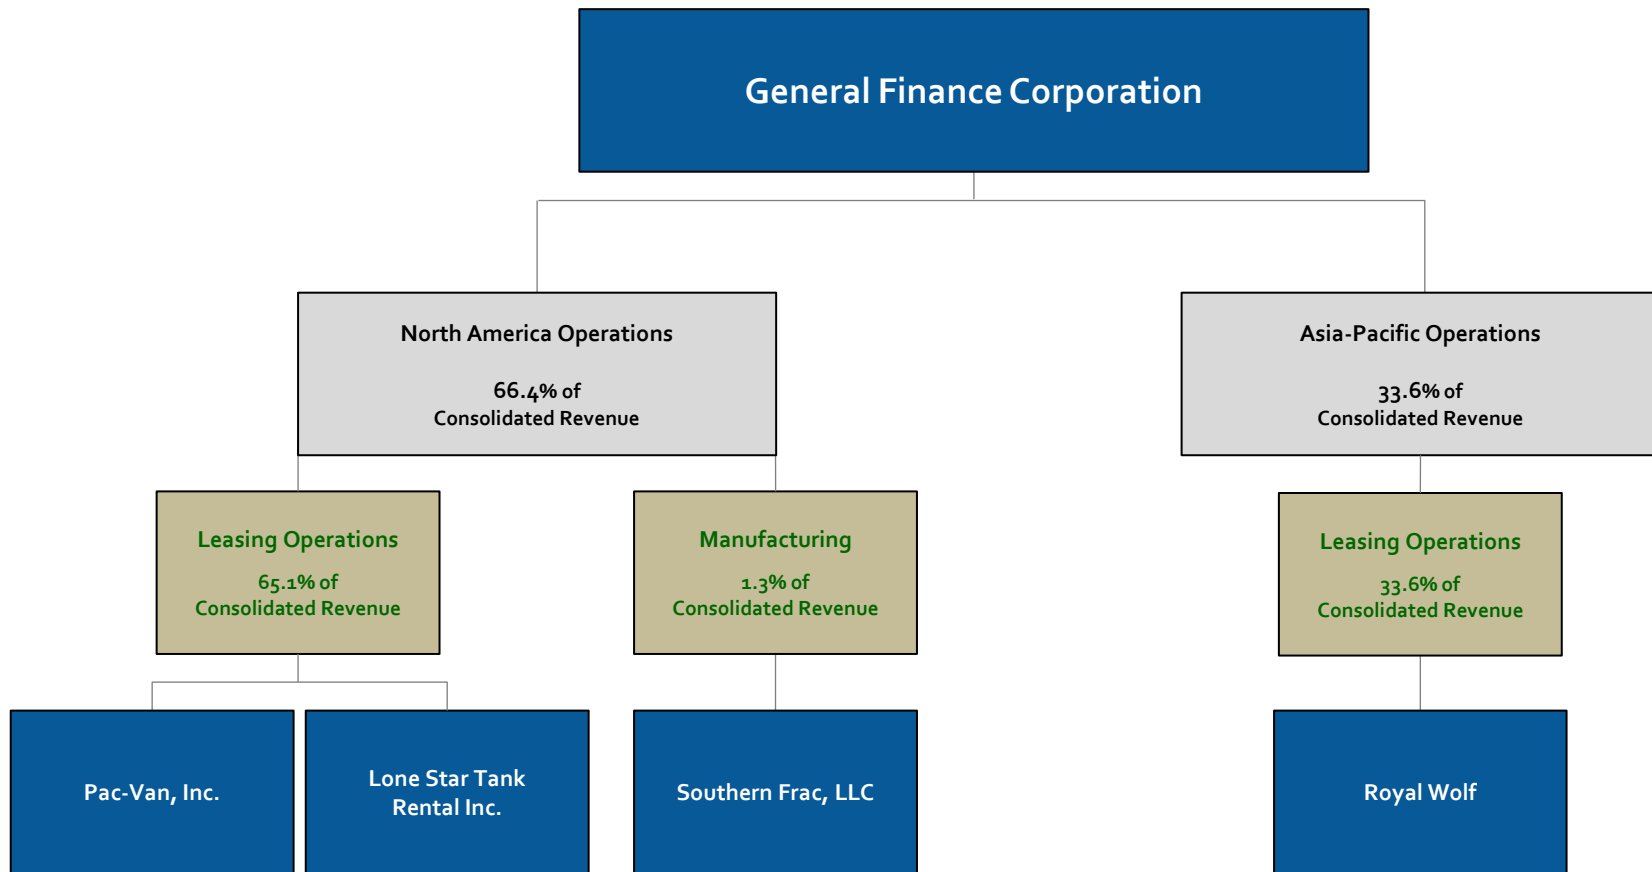 General Finance Corporation
North America Operations
66.4% of
Consolidated Revenue
Asia-Pacific Operations
33.6% of
Consolidated Revenue
Leasing Operations
65.1% of
Consolidated Revenue
Manufacturing
1.3% of
Consolidated Revenue
Leasing Operations
33.6% of
Consolidated Revenue
Pac-Van, Inc.
Lone Star Tank
Rental Inc.
Southern Frac, LLC
Royal Wolf